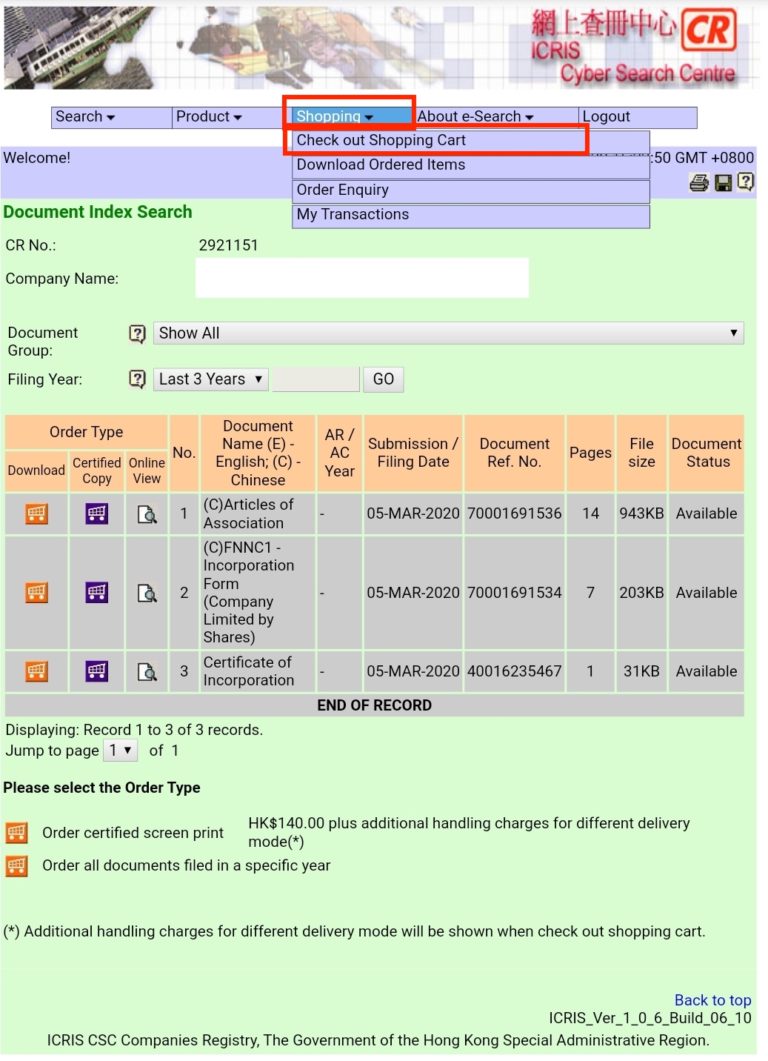 網上查冊中心
CR
ICRIS
Cyber Search Centre
Search Product Shopping About e-Search Logout
Check out Shopping Cart
Welcome! :50 GMT +0800
Download Ordered Items
Order Enquiry
My Transactions
Document Index Search
CR No.: 2921151
Company Name:
Document Group: ? Show All
Filing Year: ? Last 3 Years GO
Order Type
Download
Certified Copy
Online View
No.
Document Name (E) - English; (C) - Chinese
AR / AC Year
Submission / Filing Date
Document Ref. No.
Pages
File size
Document Status
1 (C)Articles of Association - 05-MAR-2020 70001691536 14 943KB Available
2 (C)FNNC1 - Incorporation Form (Company Limited by Shares) - 05-MAR-2020 70001691534 7 203KB Available
3 Certificate of Incorporation - 05-MAR-2020 40016235467 1 31KB Available
END OF RECORD
Displaying: Record 1 to 3 of 3 records.
Jump to page 1 of 1
Please select the Order Type
Order certified screen print HK$140.00 plus additional handling charges for different delivery mode(*)
Order all documents filed in a specific year
(*) Additional handling charges for different delivery mode will be shown when check out shopping cart.
Back to top
ICRIS_Ver_1_0_6_Build_06_10
ICRIS CSC Companies Registry, The Government of the Hong Kong Special Administrative Region.